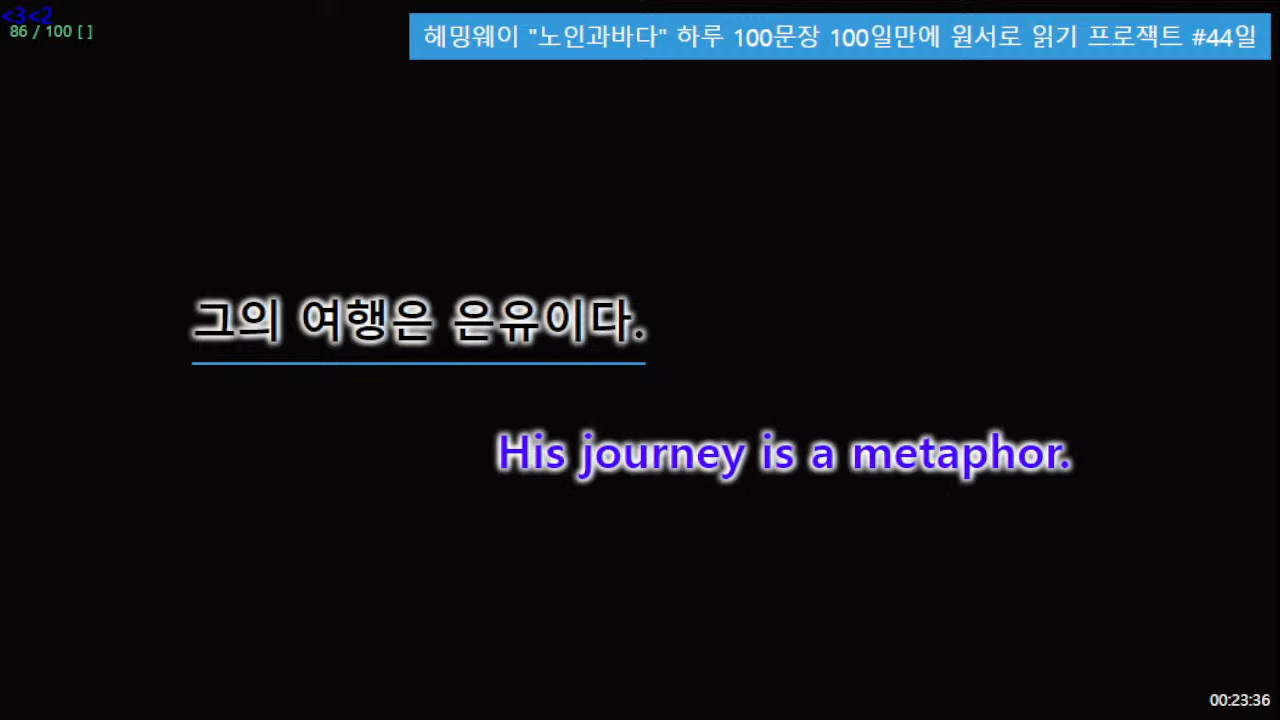 <3<2
86 / 100 [ ]
헤밍웨이 "노인과바다" 하루 100문장 100일만에 원서로 읽기 프로잭트 #44일
그의 여행은 은유이다.
His journey is a metaphor.
00:23:36